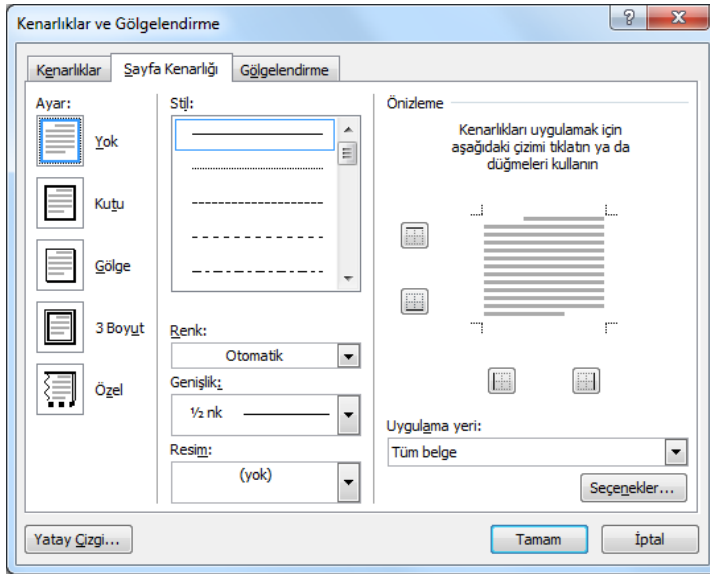 Kenarlıklar ve Gölgelendirme
Kenarlıklar
Sayfa Kenarlığı
Gölgelendirme
Ayar:
Yok
Kutu
Gölge
3 Boyut
Özel
Stil:
Renk:
Otomatik
Genişlik:
½ nk
Resim:
(yok)
Önizleme
Kenarlıkları uygulamak için
aşağıdaki çizimi tıklatın ya da
düğmeleri kullanın
Uygulama yeri:
Tüm belge
Seçenekler...
Yatay Çizgi...
Tamam
İptal